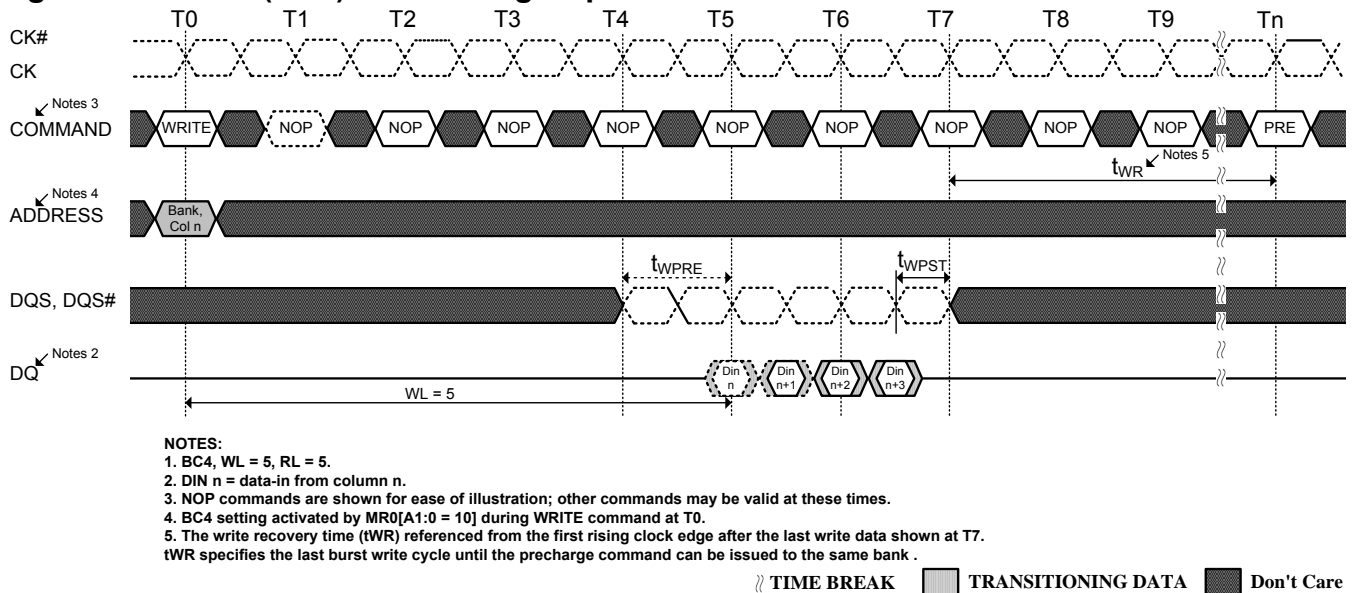 T0 T1 T2 T3 T4 T5 T6 T7 T8 T9 Tn
CK#
CK
Notes 3
COMMAND WRITE NOP NOP NOP NOP NOP NOP NOP NOP NOP PRE
tWR Notes 5
Notes 4
ADDRESS Bank,
Col n
tWPRE tWPST
DQS, DQS#
Notes 2
DQ Din Din Din Din
n n+1 n+2 n+3
WL = 5
NOTES:
1. BC4, WL = 5, RL = 5.
2. DIN n = data-in from column n.
3. NOP commands are shown for ease of illustration; other commands may be valid at these times.
4. BC4 setting activated by MR0[A1:0 = 10] during WRITE command at T0.
5. The write recovery time (tWR) referenced from the first rising clock edge after the last write data shown at T7.
tWR specifies the last burst write cycle until the precharge command can be issued to the same bank .
TIME BREAK TRANSITIONING DATA Don't Care